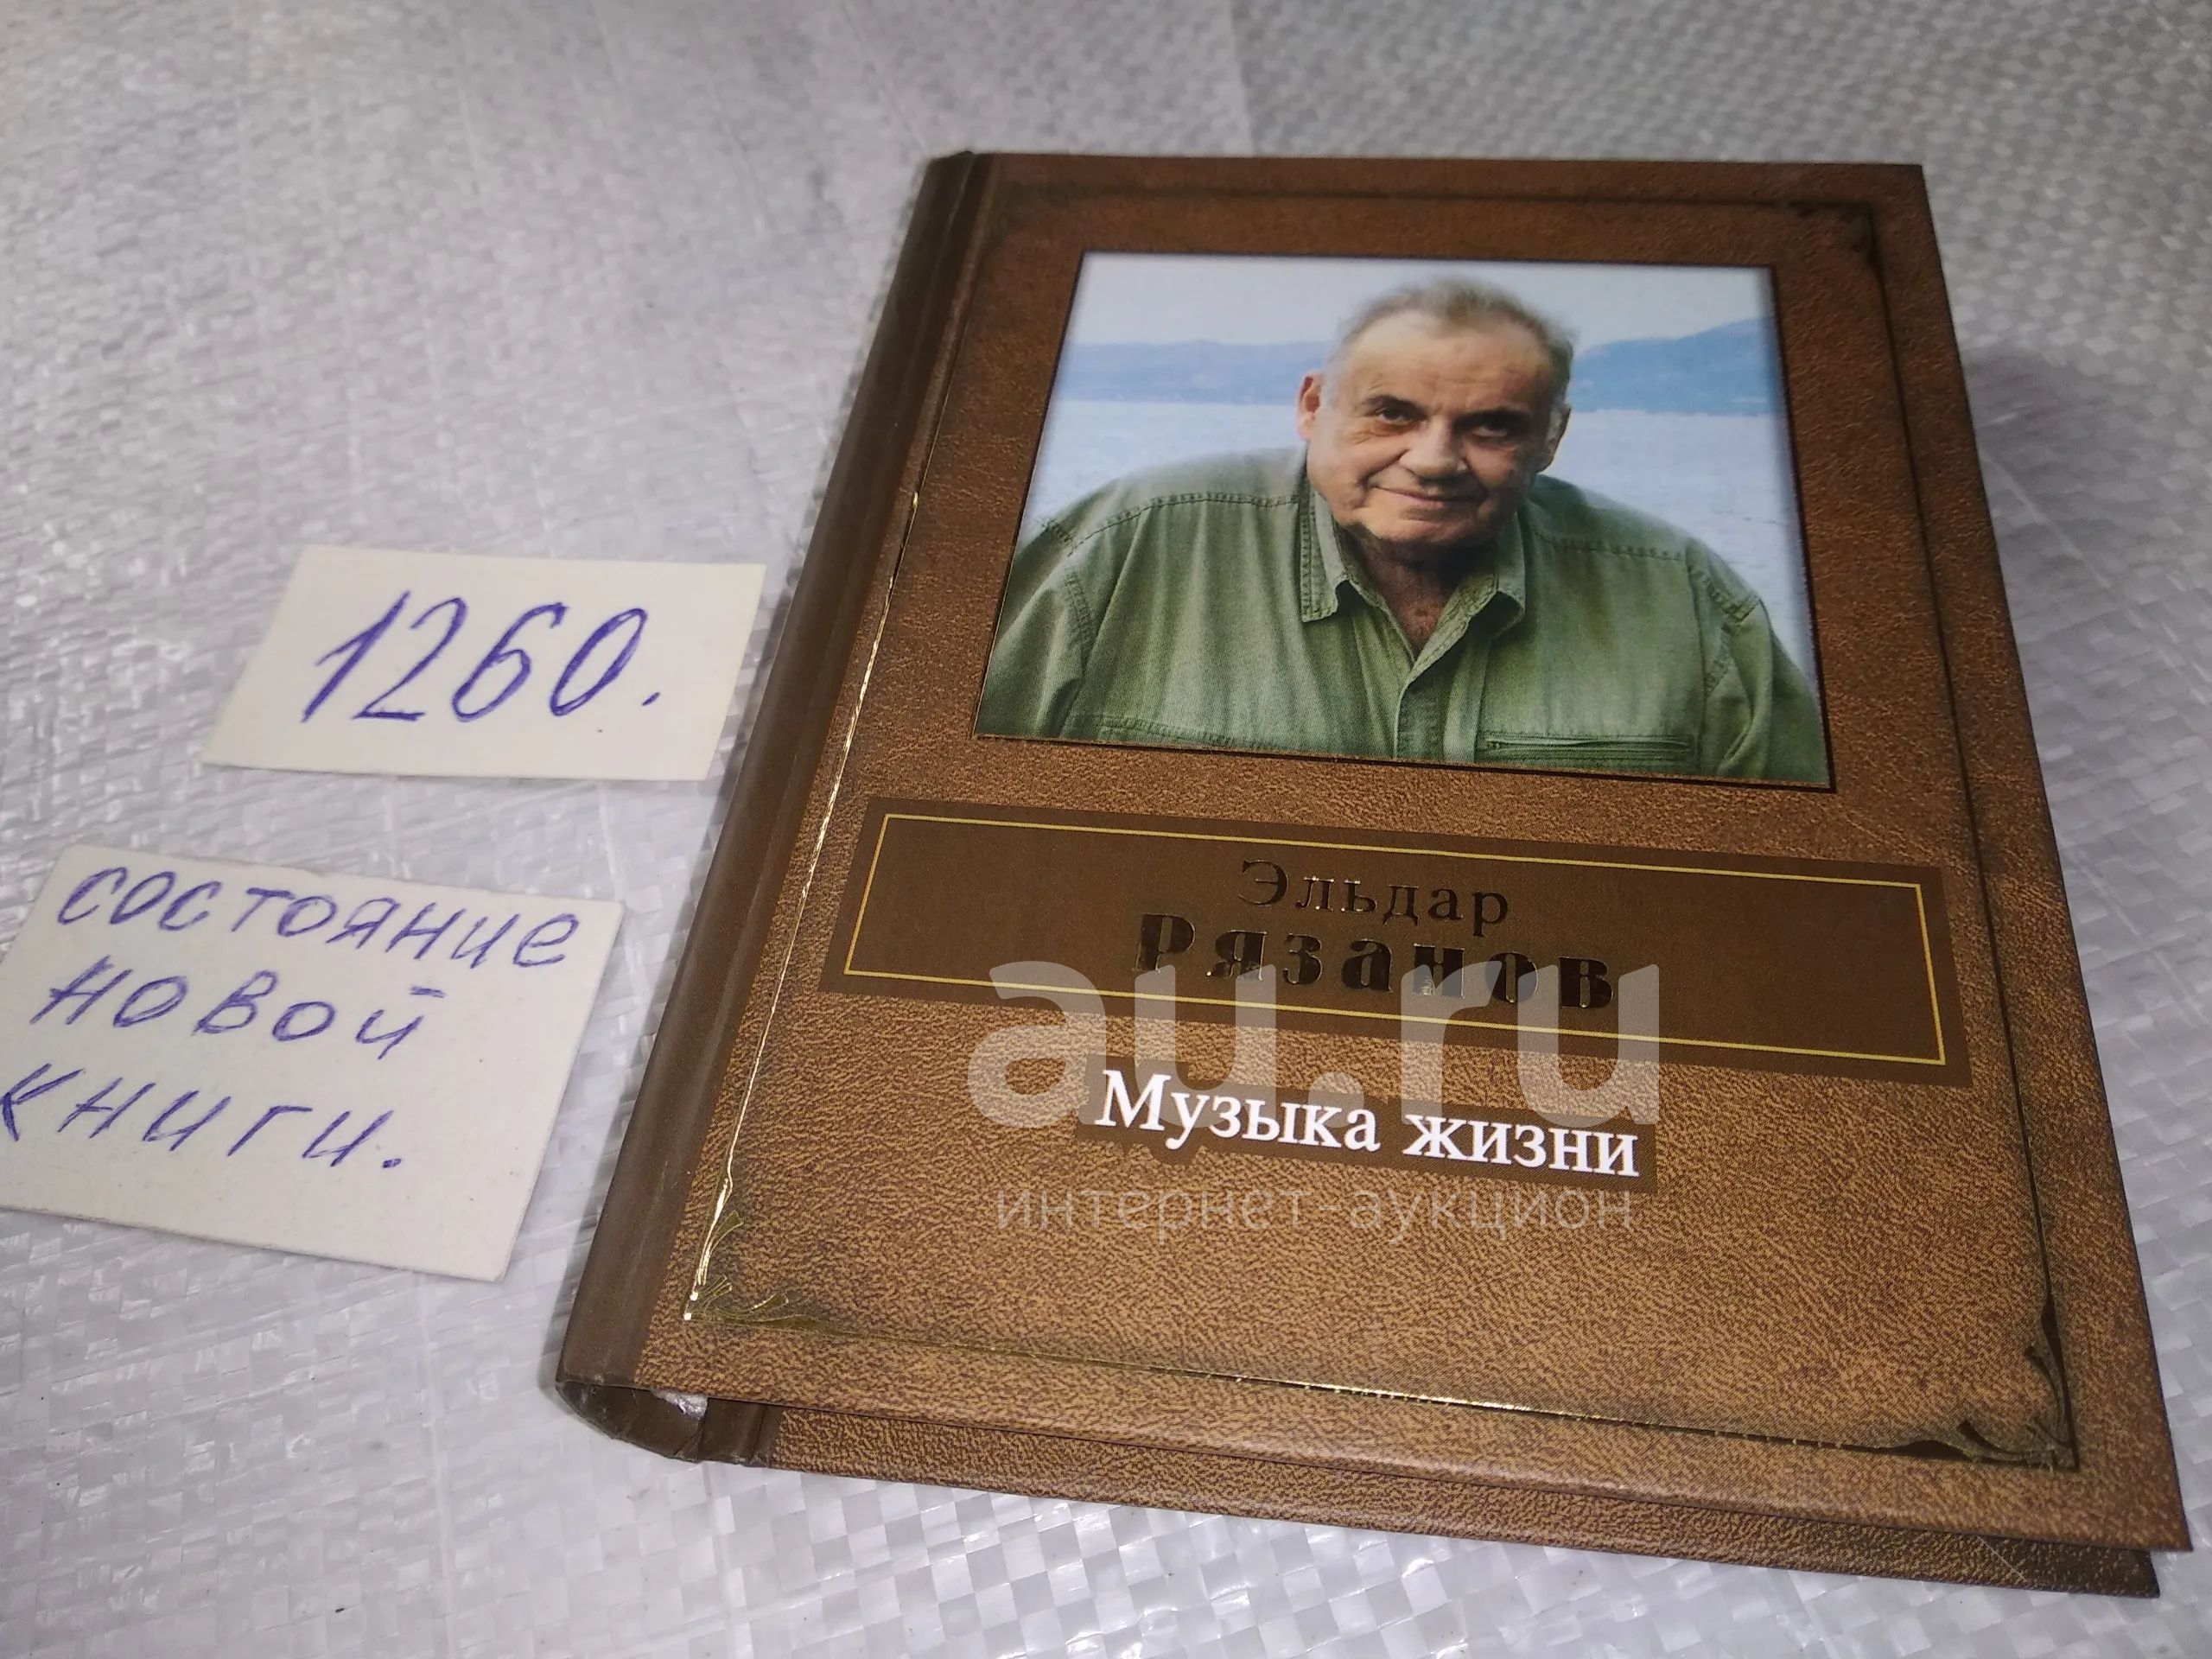 1260.
состояние
новой
книги.
Эльдар
Рязанов
au.ru
Музыка жизни
интернет-аукцион